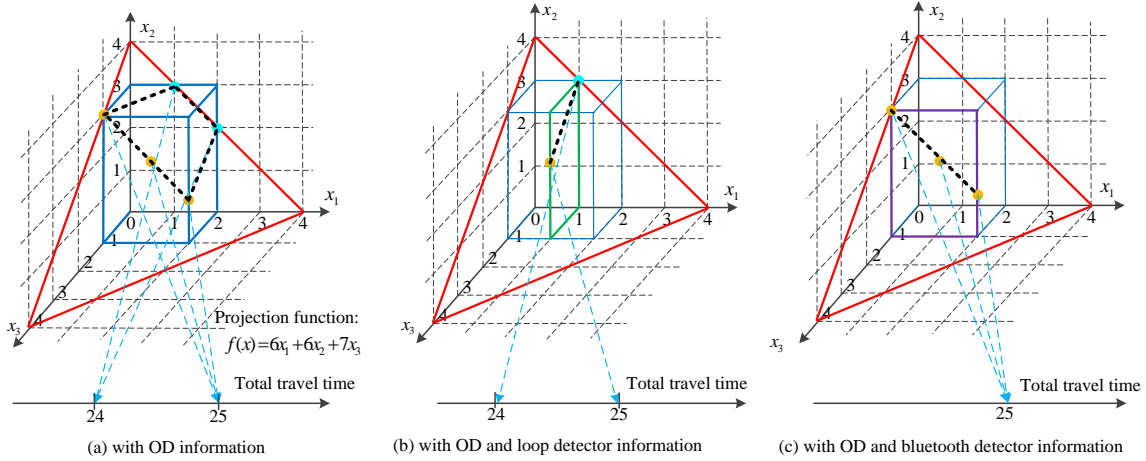 x₂
4
3
2
1
0
1
2
3
4
x₁
1
2
3
4
x₃
Projection function:
f(x)=6x₁+6x₂+7x₃
Total travel time
24
25
(a) with OD information
x₂
4
3
2
1
0
1
2
3
4
x₁
1
2
3
4
x₃
Total travel time
24
25
(b) with OD and loop detector information
x₂
4
3
2
1
0
1
2
3
4
x₁
1
2
3
4
x₃
Total travel time
25
(c) with OD and bluetooth detector information